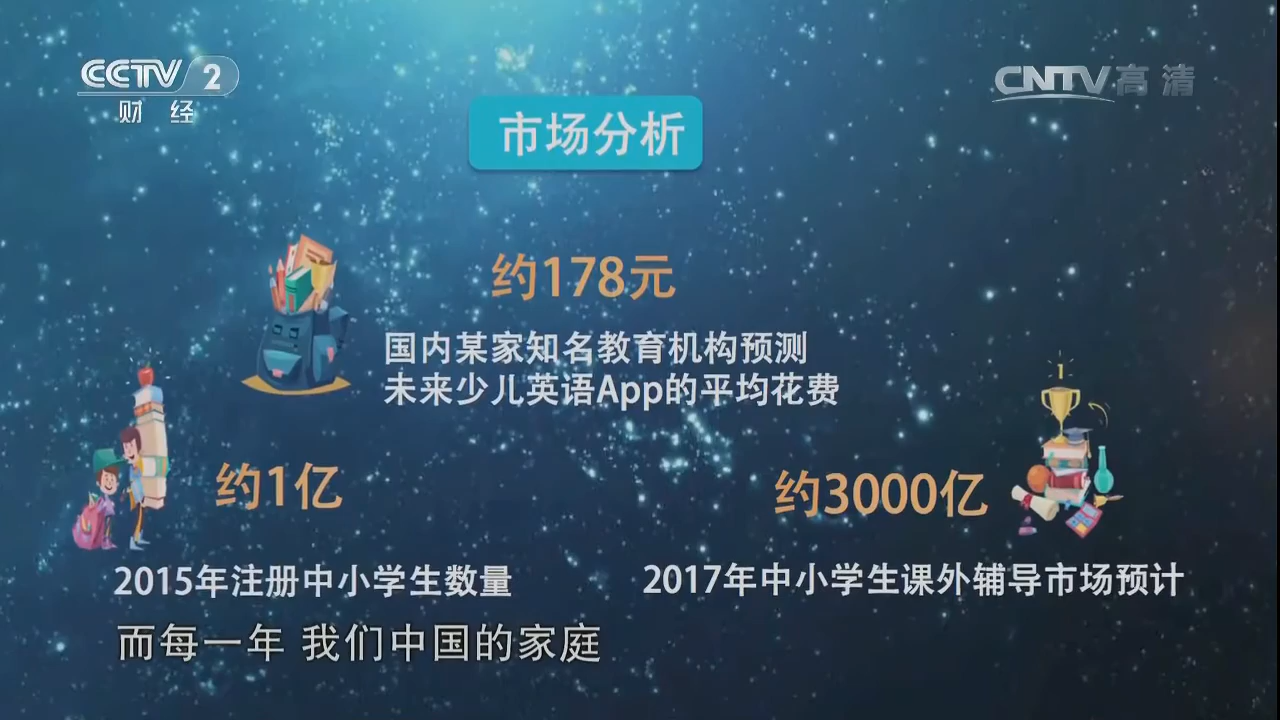 CCTV 2
财 经
CNTV高清
市场分析
约178元
国内某家知名教育机构预测
未来少儿英语App的平均花费
约1亿
2015年注册中小学生数量
约3000亿
2017年中小学生课外辅导市场预计
而每一年 我们中国的家庭